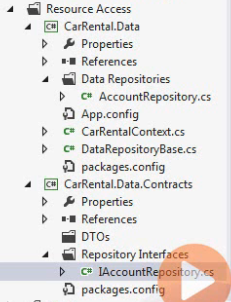 Resource Access
C# CarRental.Data
Properties
References
Data Repositories
C# AccountRepository.cs
App.config
C# CarRentalContext.cs
C# DataRepositoryBase.cs
packages.config
C# CarRental.Data.Contracts
Properties
References
DTOs
Repository Interfaces
C# IAccountRepository.cs
packages.config